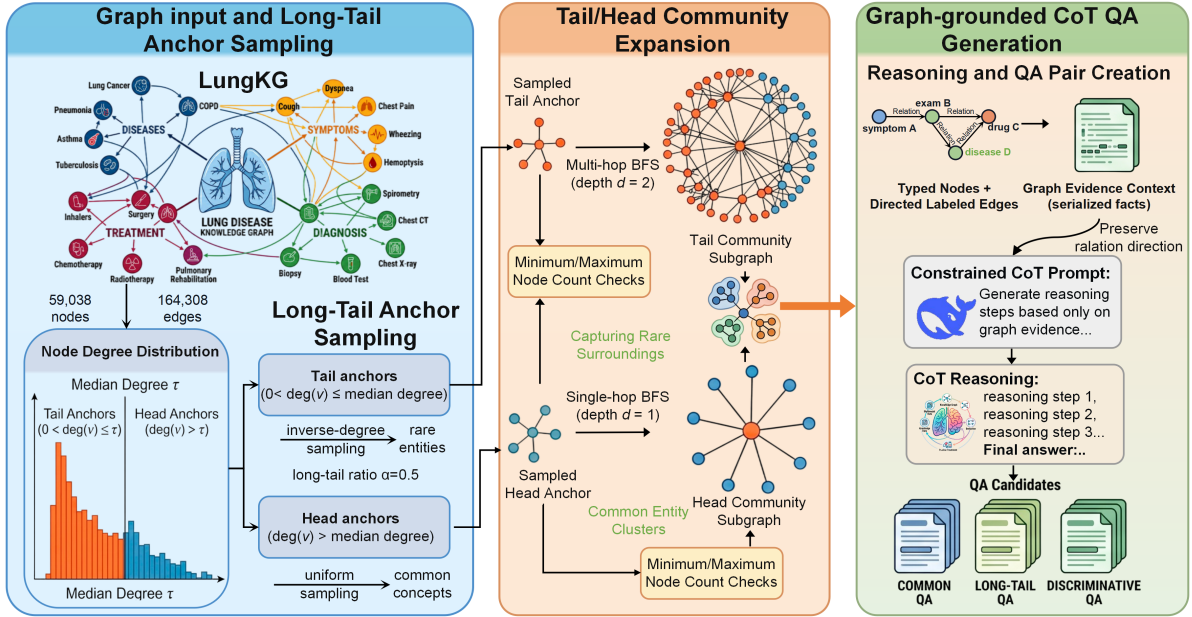 Graph input and Long-Tail
Anchor Sampling
LungKG
Lung Cancer
COPD
Pneumonia
DISEASES
Asthma
Tuberculosis
Dyspnea
Cough
Chest Pain
SYMPTOMS
Wheezing
Hemoptysis
Spirometry
Inhalers
Surgery
LUNG DISEASE
KNOWLEDGE GRAPH
Chest CT
TREATMENT
DIAGNOSIS
Chemotherapy
Radiotherapy
Pulmonary
Rehabilitation
Biopsy
Blood Test
Chest X-ray
59,038
nodes
164,308
edges
Node Degree Distribution
Median Degree τ
Tail Anchors
(0 < deg(v) ≤ τ)
Head Anchors
(deg(v) > τ)
Median Degree τ
Long-Tail Anchor
Sampling
Tail anchors
(0< deg(v) ≤ median degree)
inverse-degree
sampling
rare
entities
long-tail ratio α=0.5
Head anchors
(deg(v) > median degree)
uniform
sampling
common
concepts
Tail/Head Community
Expansion
Sampled
Tail Anchor
Multi-hop BFS
(depth d = 2)
Tail Community
Subgraph
Minimum/Maximum
Node Count Checks
Capturing Rare
Surroundings
Single-hop BFS
(depth d = 1)
Sampled
Head Anchor
Head Community
Subgraph
Common Entity
Clusters
Minimum/Maximum
Node Count Checks
Graph-grounded CoT QA
Generation
Reasoning and QA Pair Creation
symptom A
Relation
exam B
Relation
drug C
Relation
Relation
disease D
Typed Nodes +
Directed Labeled Edges
Graph Evidence Context
(serialized facts)
Preserve
ralation direction
Constrained CoT Prompt:
Generate reasoning
steps based only on
graph evidence...
CoT Reasoning:
reasoning step 1,
reasoning step 2,
reasoning step 3...
Final answer:..
QA Candidates
COMMON
QA
LONG-TAIL
QA
DISCRIMINATIVE
QA